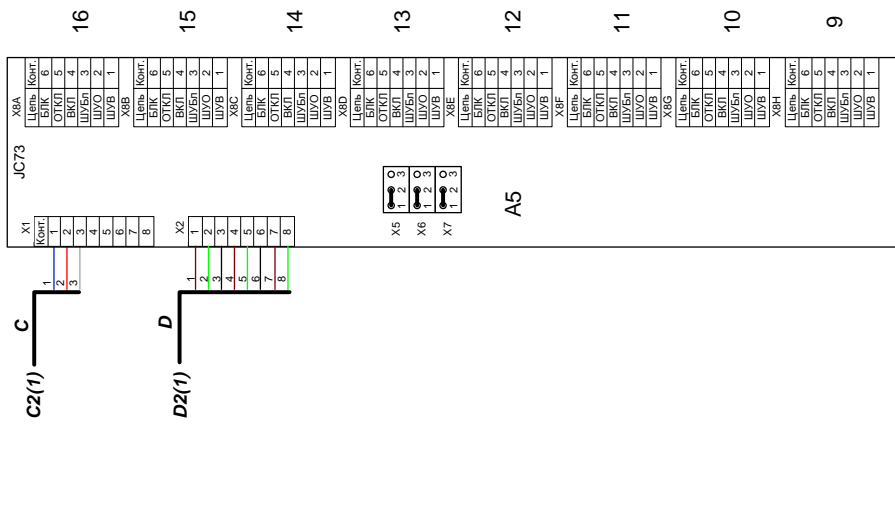 16
15
14
13
12
11
10
9
JC73
X8A
Цепь Конт.
БЛК 6
ОТКЛ 5
ВКЛ 4
ШУБл 3
ШУО 2
ШУВ 1
X8B
Цепь Конт.
БЛК 6
ОТКЛ 5
ВКЛ 4
ШУБл 3
ШУО 2
ШУВ 1
X8C
Цепь Конт.
БЛК 6
ОТКЛ 5
ВКЛ 4
ШУБл 3
ШУО 2
ШУВ 1
X8D
Цепь Конт.
БЛК 6
ОТКЛ 5
ВКЛ 4
ШУБл 3
ШУО 2
ШУВ 1
X8E
Цепь Конт.
БЛК 6
ОТКЛ 5
ВКЛ 4
ШУБл 3
ШУО 2
ШУВ 1
X8F
Цепь Конт.
БЛК 6
ОТКЛ 5
ВКЛ 4
ШУБл 3
ШУО 2
ШУВ 1
X8G
Цепь Конт.
БЛК 6
ОТКЛ 5
ВКЛ 4
ШУБл 3
ШУО 2
ШУВ 1
X8H
Цепь Конт.
БЛК 6
ОТКЛ 5
ВКЛ 4
ШУБл 3
ШУО 2
ШУВ 1
X5
1 2 3
X6
1 2 3
X7
1 2 3
A5
X1
Конт.
1
2
3
4
5
6
7
8
X2
1
2
3
4
5
6
7
8
1
2
3
C
C2(1)
1
2
3
4
5
6
7
8
D
D2(1)